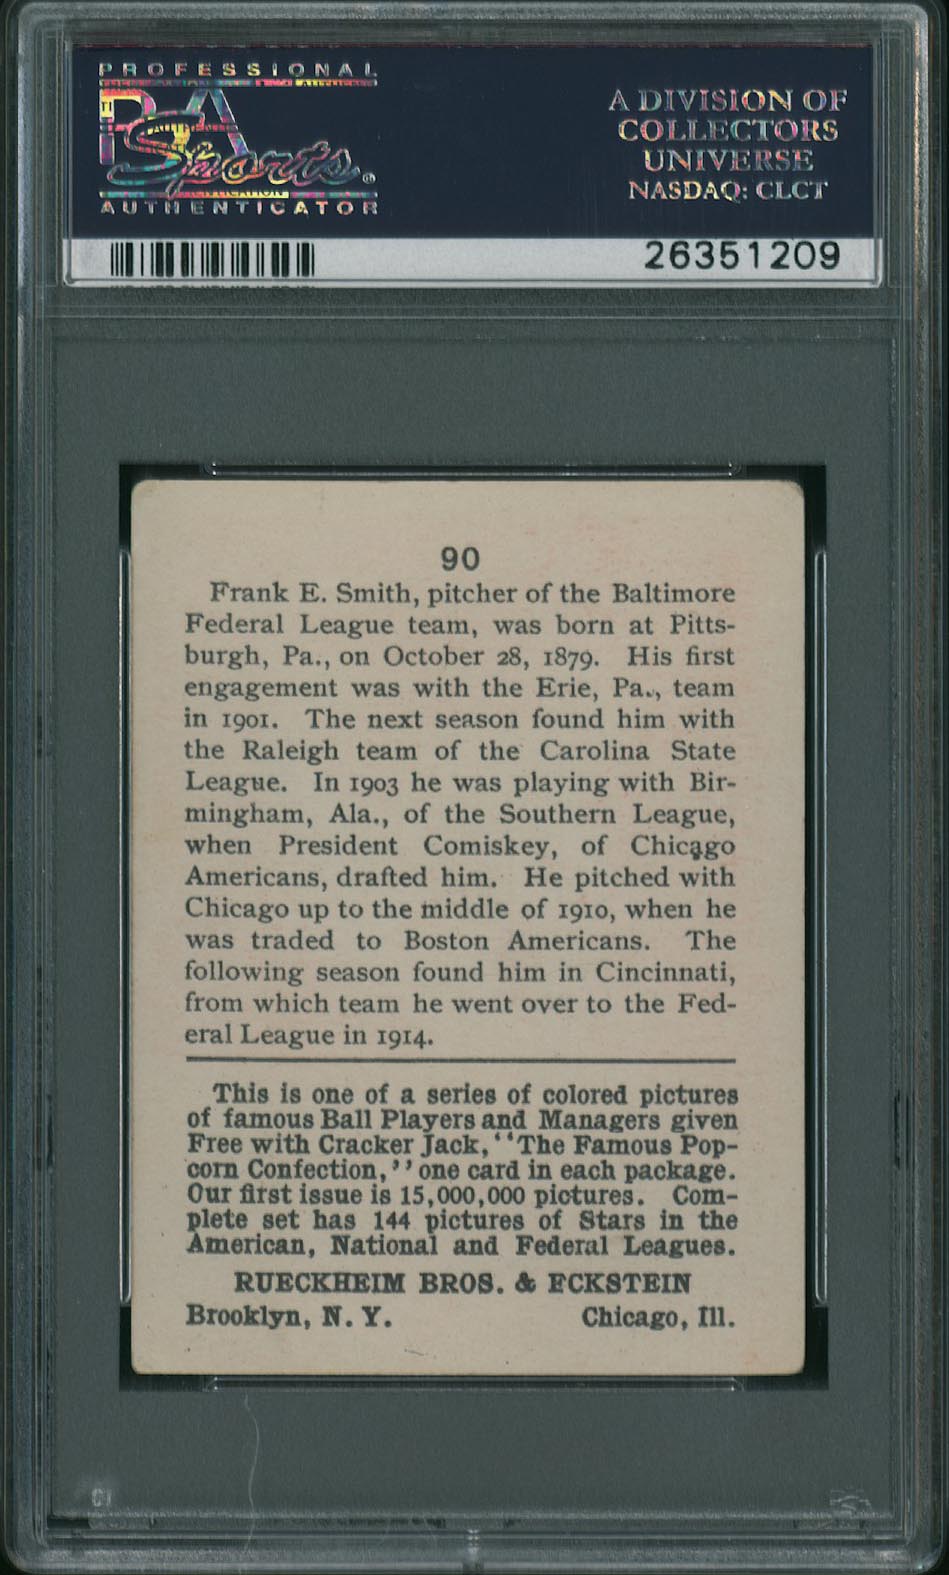 PROFESSIONAL
PSA
Sports
AUTHENTICATOR
A DIVISION OF
COLLECTORS
UNIVERSE
NASDAQ: CLCT
26351209
90
Frank E. Smith, pitcher of the Baltimore
Federal League team, was born at Pitts-
burgh, Pa., on October 28, 1879. His first
engagement was with the Erie, Pa., team
in 1901. The next season found him with
the Raleigh team of the Carolina State
League. In 1903 he was playing with Bir-
mingham, Ala., of the Southern League,
when President Comiskey, of Chicago
Americans, drafted him. He pitched with
Chicago up to the middle of 1910, when he
was traded to Boston Americans. The
following season found him in Cincinnati,
from which team he went over to the Fed-
eral League in 1914.
This is one of a series of colored pictures
of famous Ball Players and Managers given
Free with Cracker Jack, "The Famous Pop-
corn Confection," one card in each package.
Our first issue is 15,000,000 pictures. Com-
plete set has 144 pictures of Stars in the
American, National and Federal Leagues.
RUECKHEIM BROS. & ECKSTEIN
Brooklyn, N. Y. Chicago, Ill.